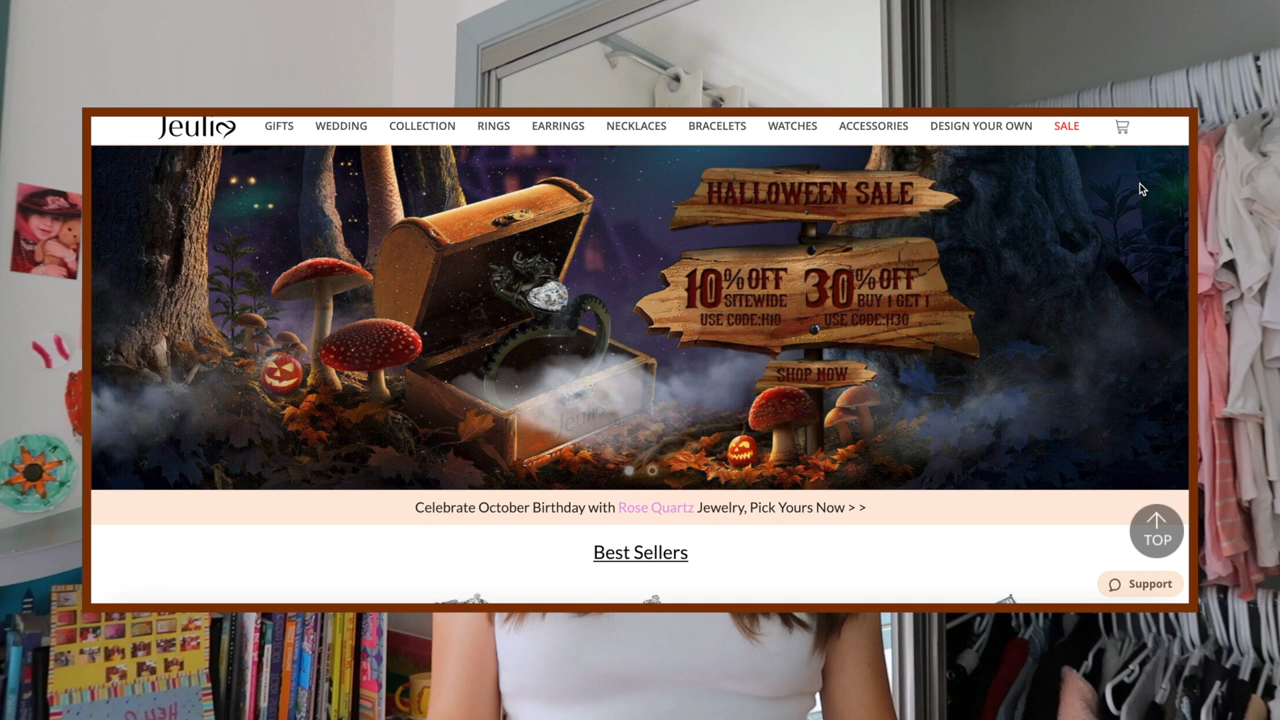 Jeulia
GIFTS WEDDING COLLECTION RINGS EARRINGS NECKLACES BRACELETS WATCHES ACCESSORIES DESIGN YOUR OWN SALE
HALLOWEEN SALE
10% OFF SITEWIDE
USE CODE:H10
30% OFF BUY 1 GET 1
USE CODE:H30
SHOP NOW
Jeulia
Celebrate October Birthday with Rose Quartz Jewelry, Pick Yours Now > >
TOP
Best Sellers
Support